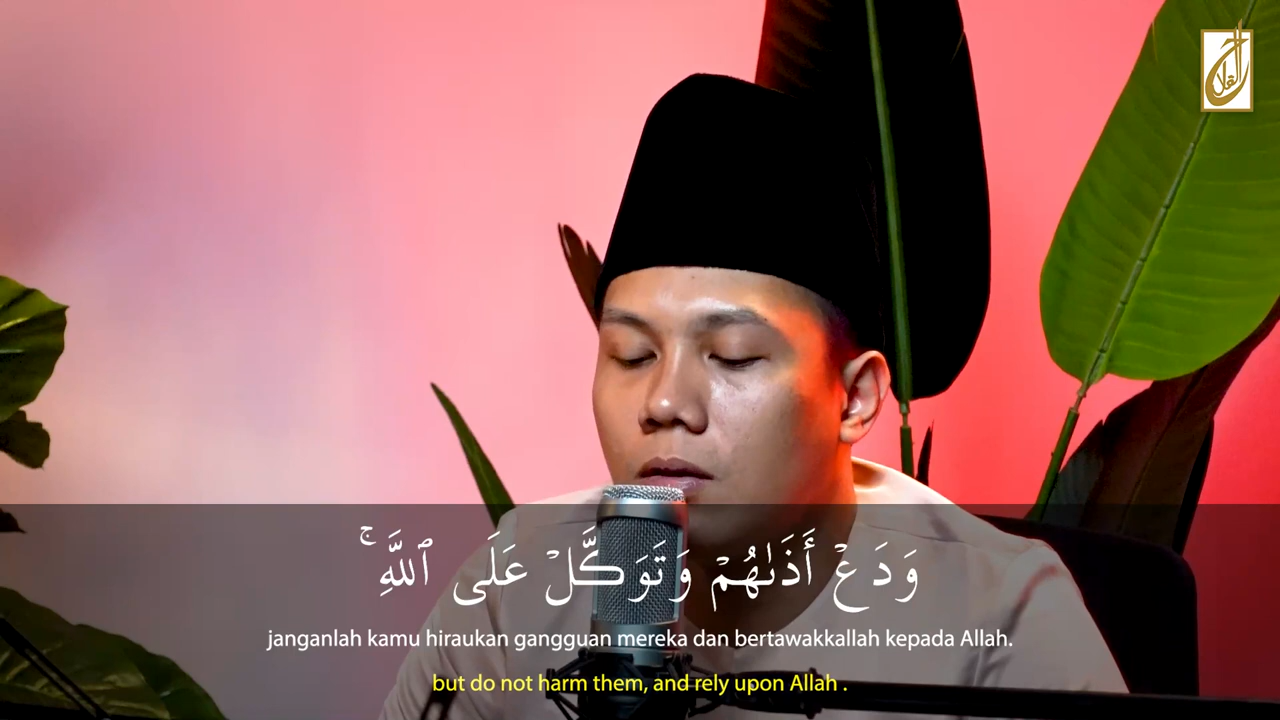 العلا
وَدَعْ أَذَىٰهُمْ وَتَوَكَّلْ عَلَى ٱللَّهِ ۚ
janganlah kamu hiraukan gangguan mereka dan bertawakkallah kepada Allah.
but do not harm them, and rely upon Allah .